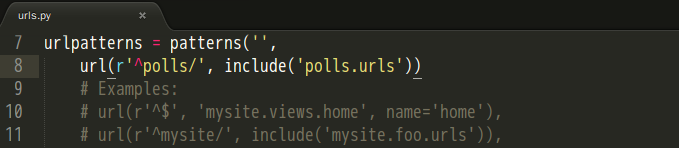 urls.py ×
7 urlpatterns = patterns('',
8 url(r'^polls/', include('polls.urls'))
9 # Examples:
10 # url(r'^$', 'mysite.views.home', name='home'),
11 # url(r'^mysite/', include('mysite.foo.urls')),